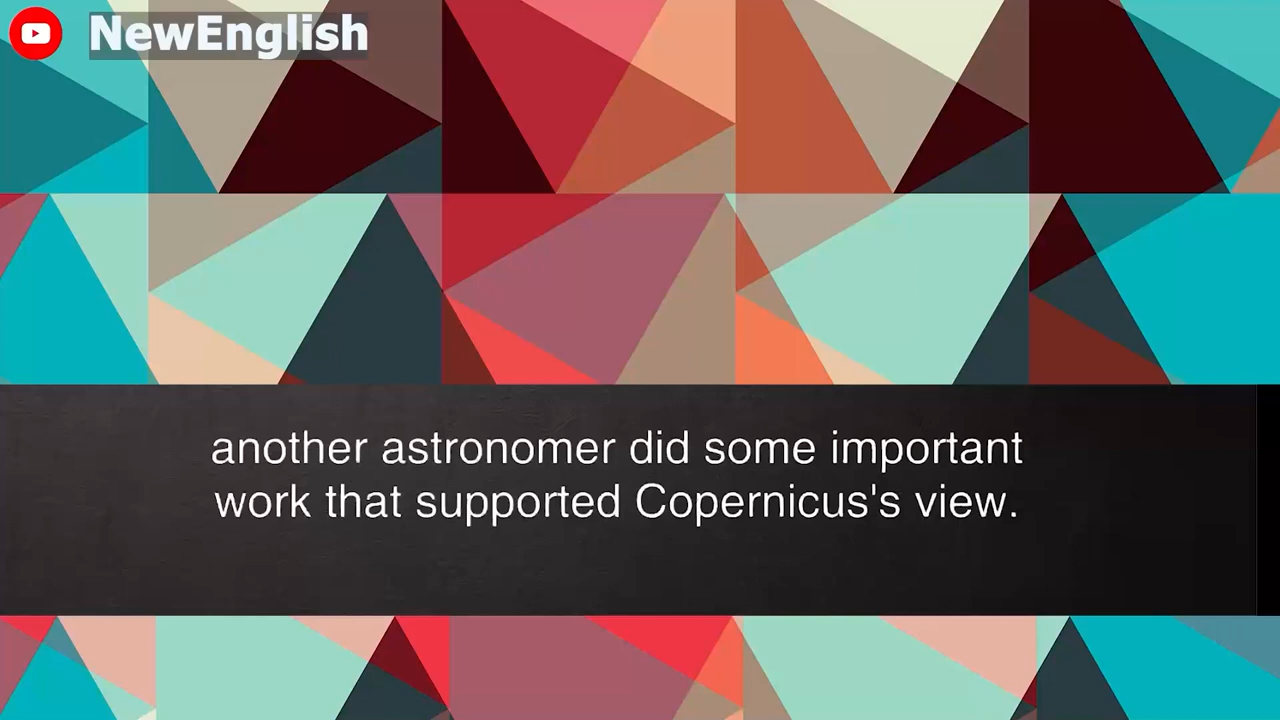 NewEnglish
another astronomer did some important
work that supported Copernicus's view.